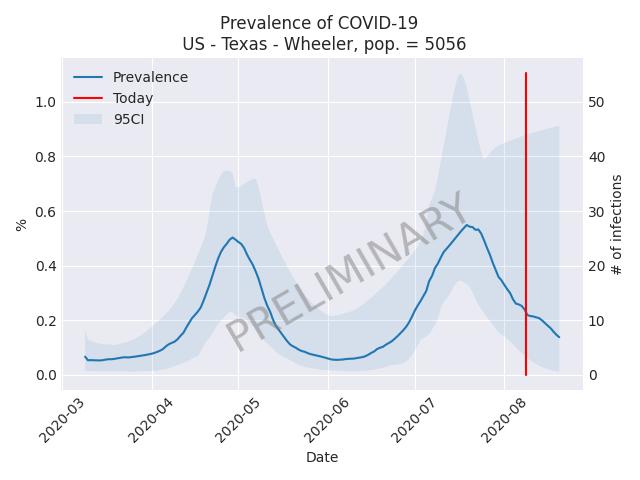 Prevalence of COVID-19
US - Texas - Wheeler, pop. = 5056
Prevalence
Today
95CI
PRELIMINARY
1.0
0.8
0.6
0.4
0.2
0.0
%
50
40
30
20
10
0
# of infections
2020-03
2020-04
2020-05
2020-06
2020-07
2020-08
Date